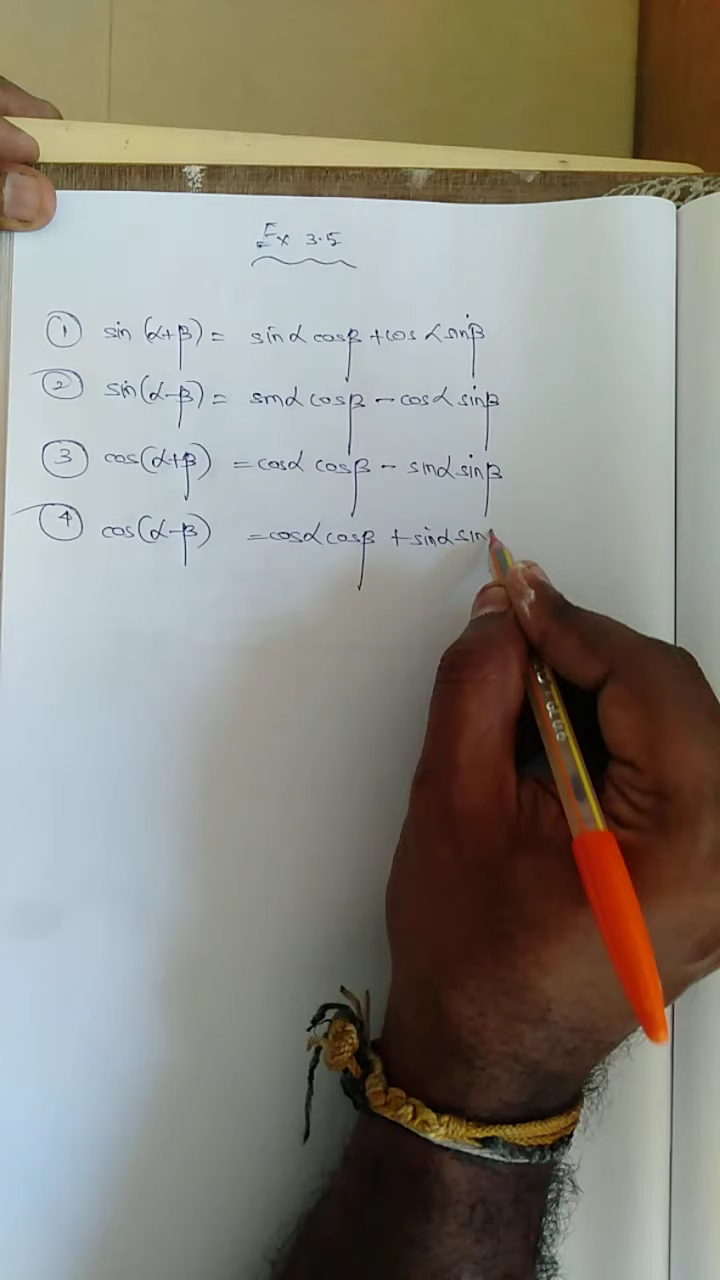 Ex 3.5
① sin (α+β) = sinα cosβ + cos α sinβ
② sin(α-β) = sinα cosβ - cosα sinβ
③ cos(α+β) = cosα cosβ - sinα sinβ
④ cos(α-β) = cosα cosβ + sinα sin